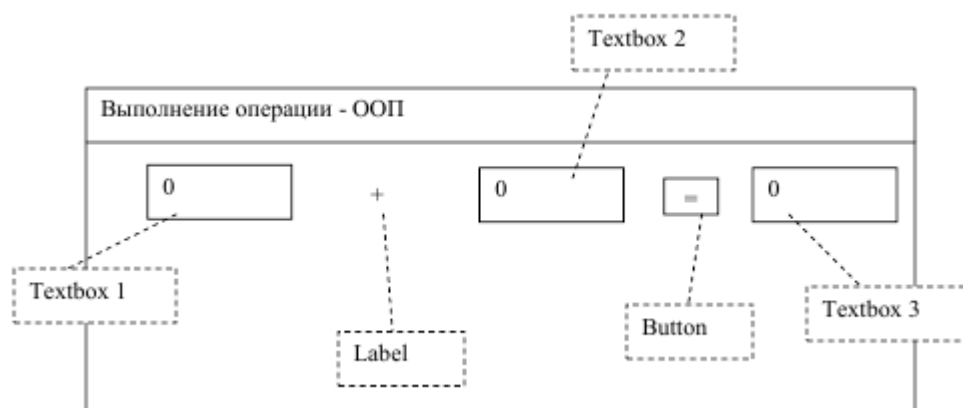 Textbox 2
Выполнение операции - ООП
0
+
0
=
0
Textbox 1
Label
Button
Textbox 3